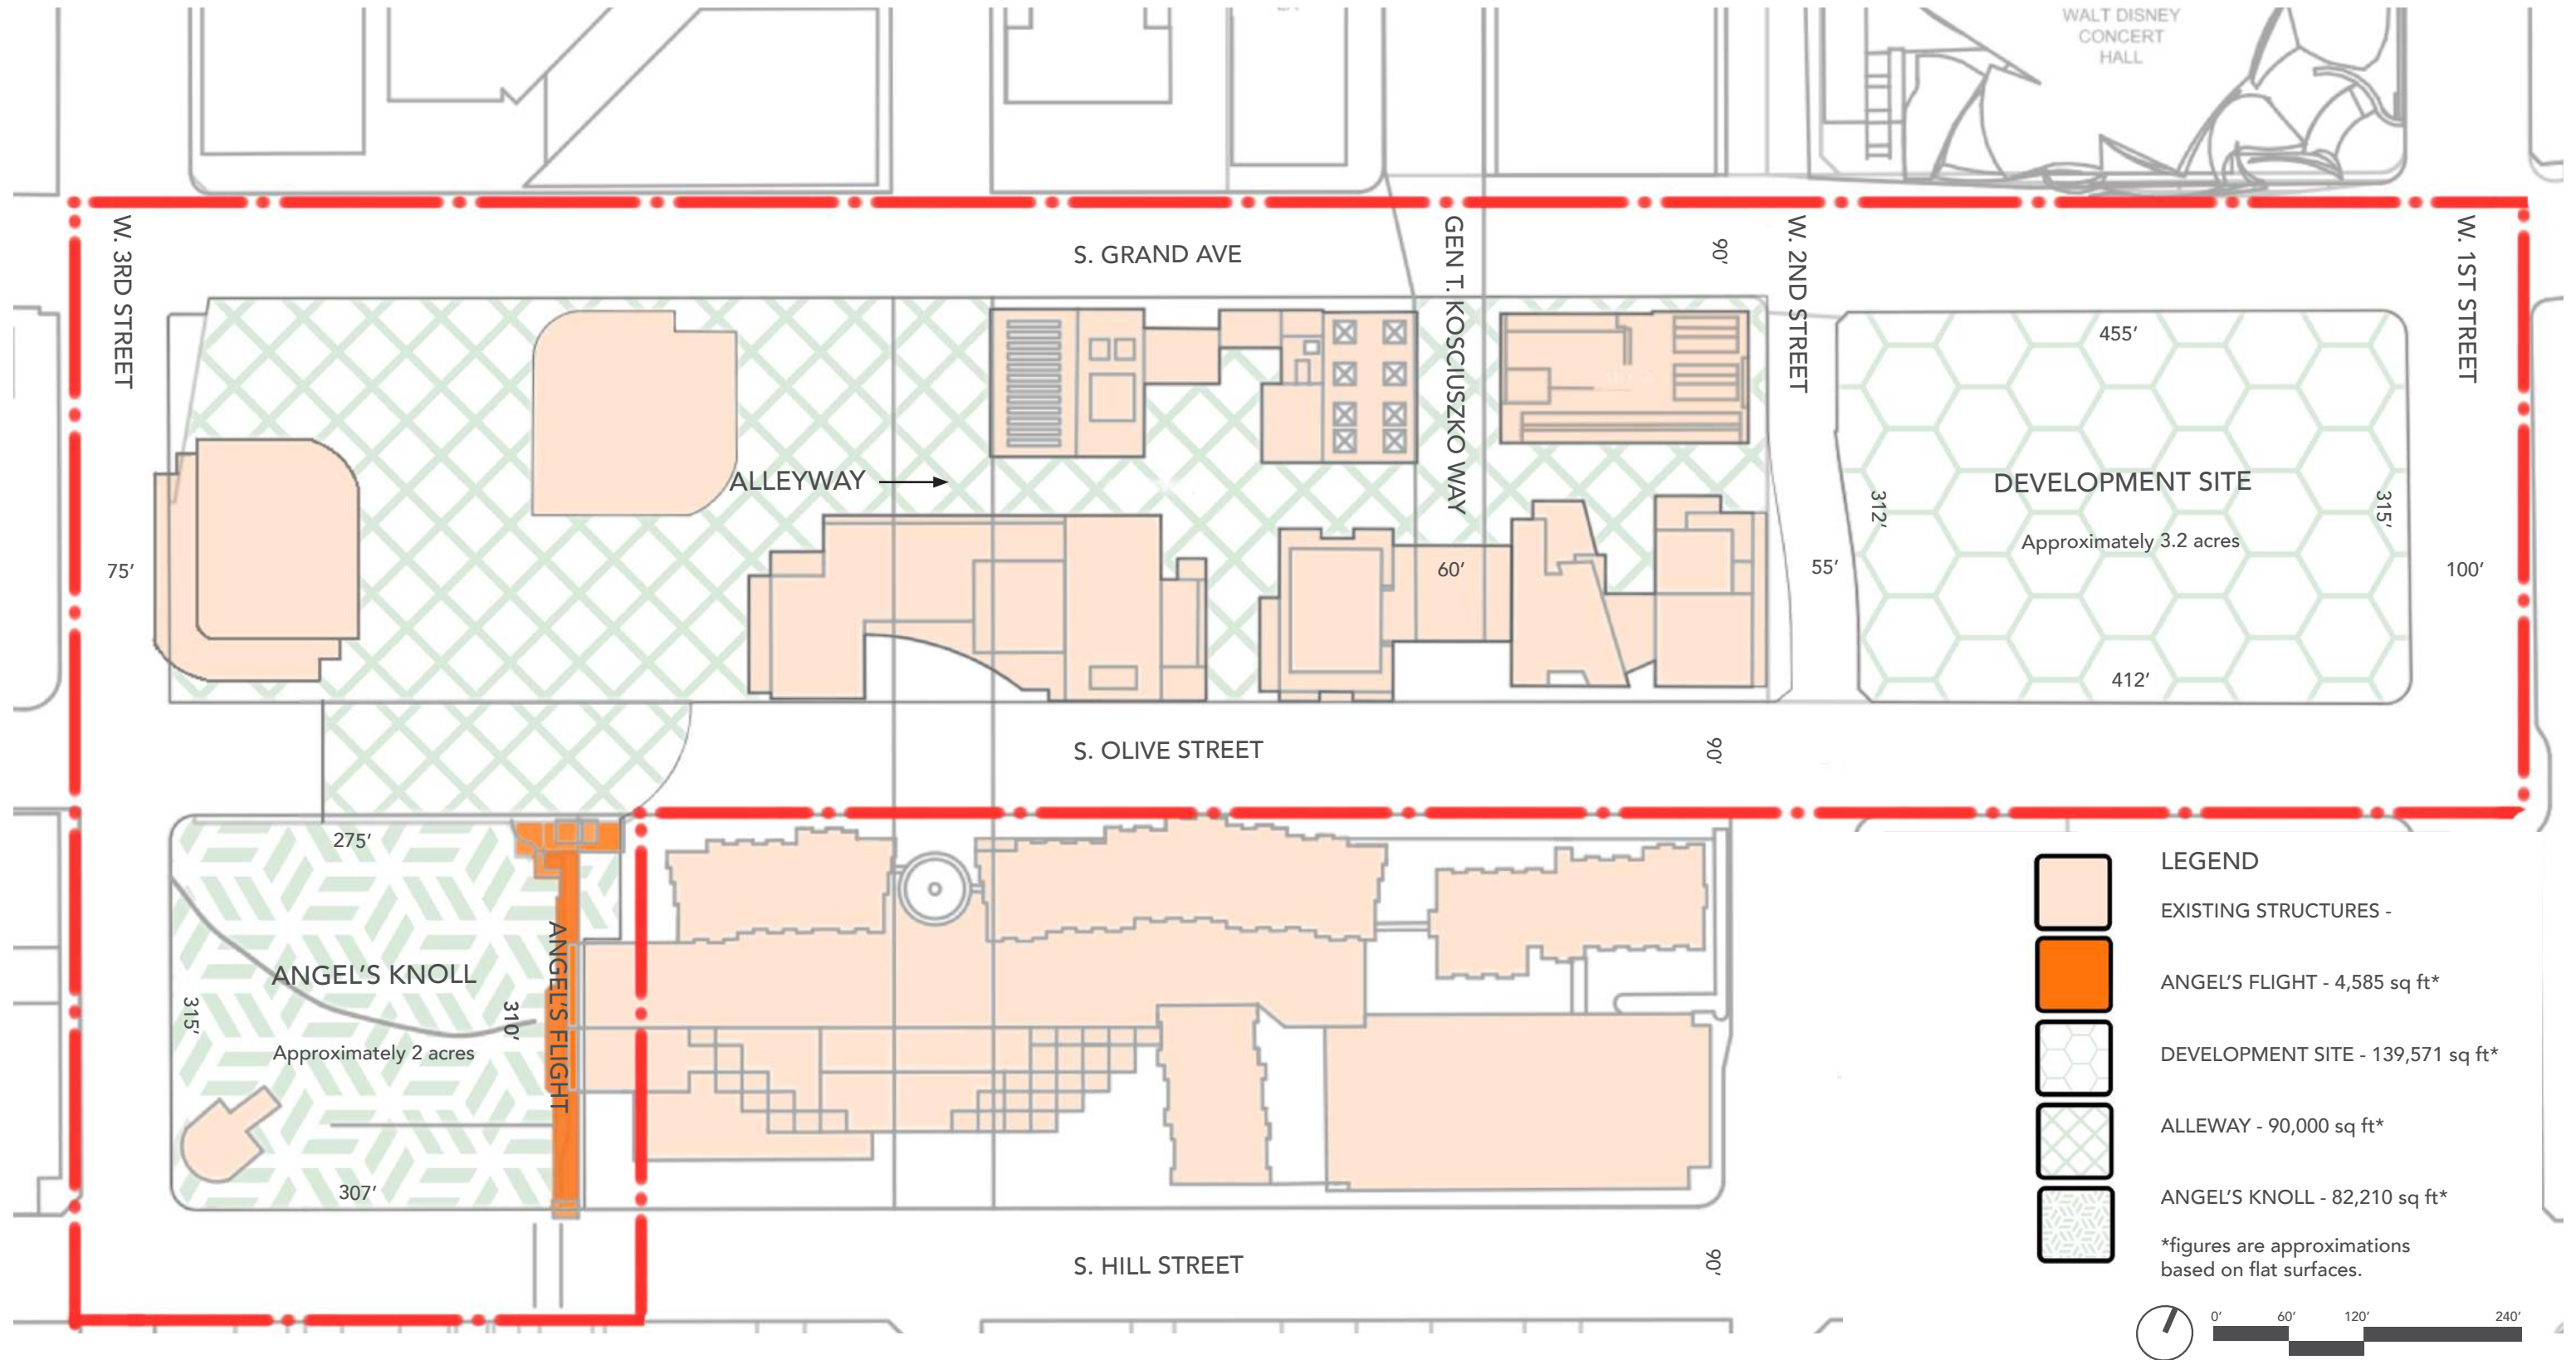 WALT DISNEY
CONCERT
HALL
W. 3RD STREET
S. GRAND AVE
GEN T. KOSCIUSZKO WAY
90’
W. 2ND STREET
W. 1ST STREET
455’
ALLEYWAY
DEVELOPMENT SITE
312’
315’
Approximately 3.2 acres
75’
60’
55’
100’
412’
S. OLIVE STREET
90’
275’
ANGEL’S KNOLL
315’
310’
ANGEL’S FLIGHT
Approximately 2 acres
307’
S. HILL STREET
90’
LEGEND
EXISTING STRUCTURES -
ANGEL’S FLIGHT - 4,585 sq ft*
DEVELOPMENT SITE - 139,571 sq ft*
ALLEWAY - 90,000 sq ft*
ANGEL’S KNOLL - 82,210 sq ft*
*figures are approximations
based on flat surfaces.
0’ 60’ 120’ 240’